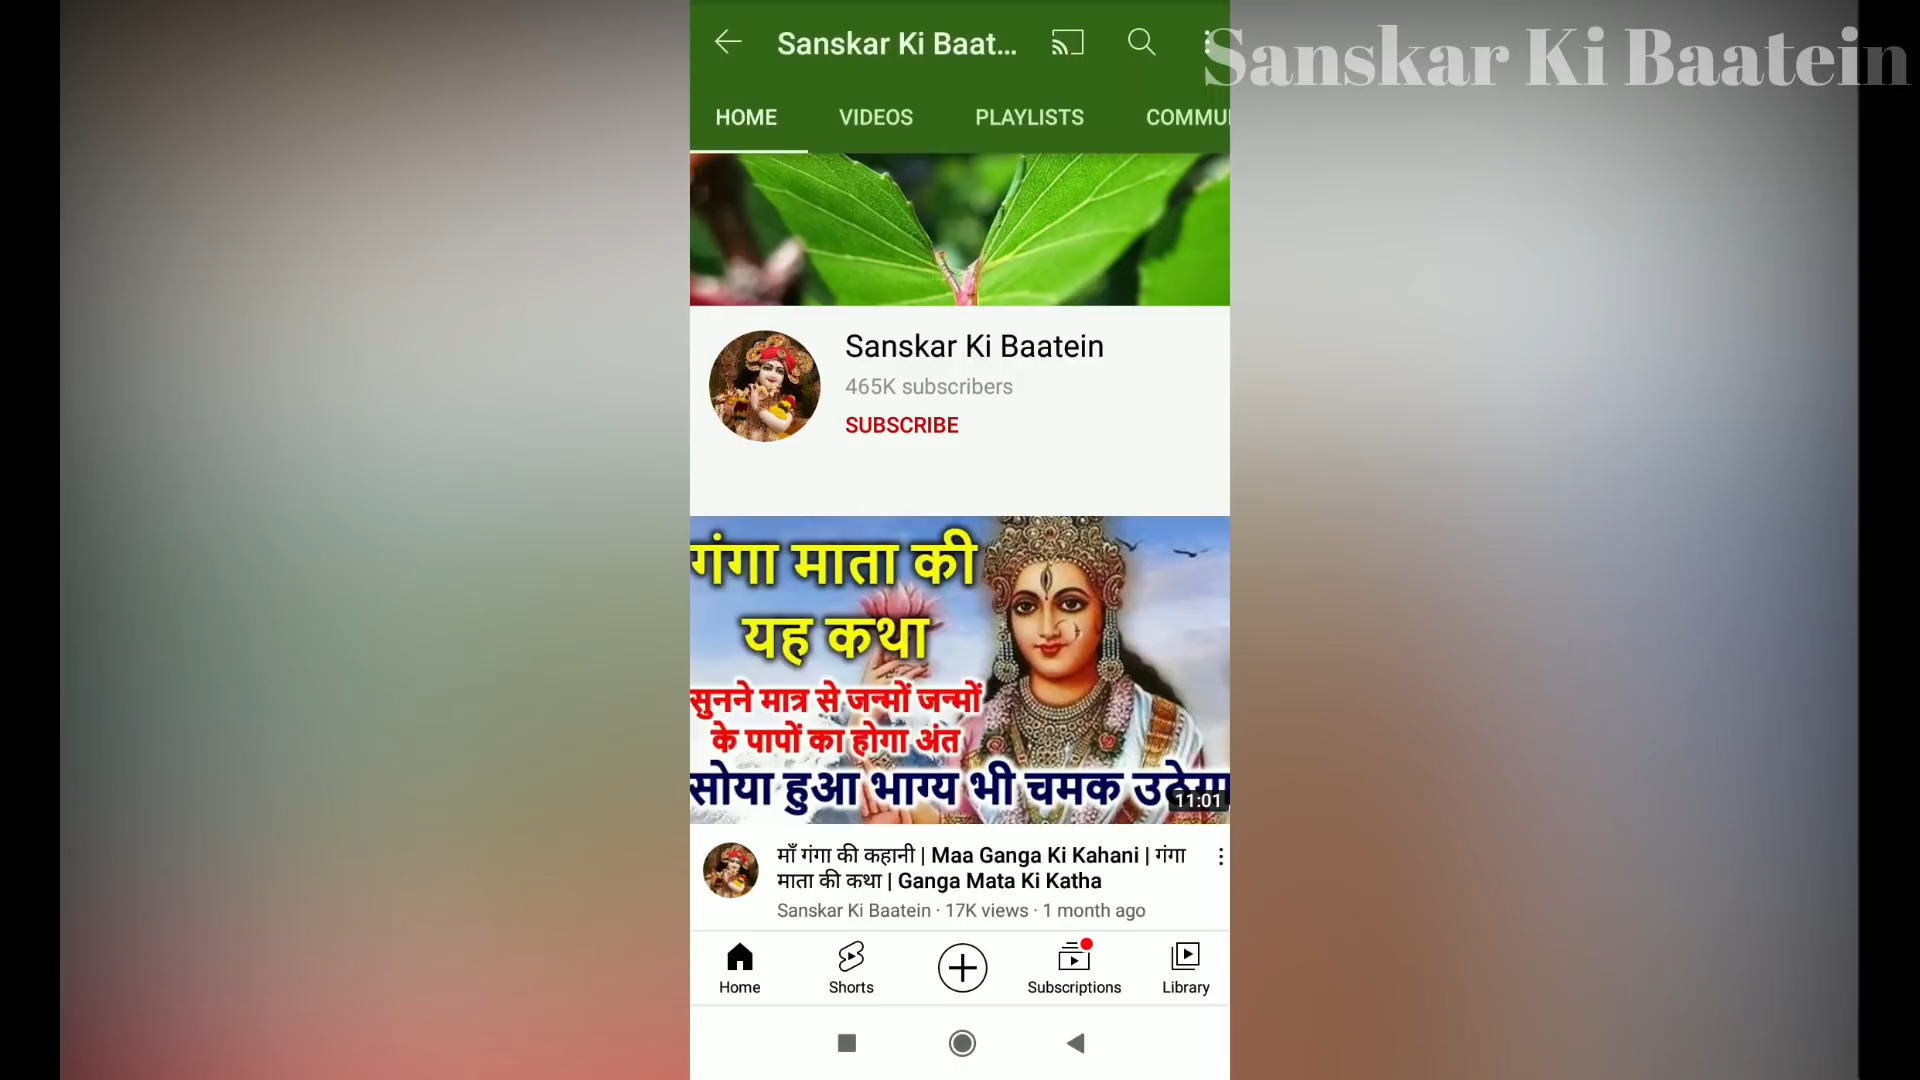 Sanskar Ki Baat...
Sanskar Ki Baatein
HOME VIDEOS PLAYLISTS COMMU
Sanskar Ki Baatein
465K subscribers
SUBSCRIBE
गंगा माता की
यह कथा
सुनने मात्र से जन्मों जन्मों
के पापों का होगा अंत
सोया हुआ भाग्य भी चमक उठेगा
11:01
माँ गंगा की कहानी | Maa Ganga Ki Kahani | गंगा
माता की कथा | Ganga Mata Ki Katha
Sanskar Ki Baatein · 17K views · 1 month ago
Home Shorts Subscriptions Library